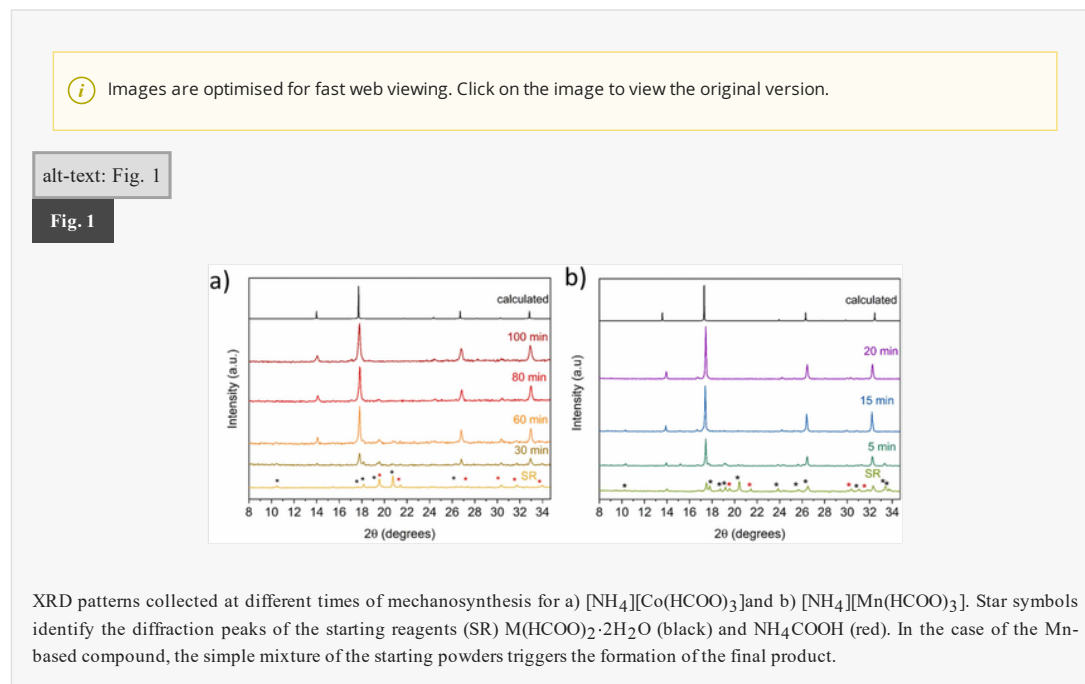 i Images are optimised for fast web viewing. Click on the image to view the original version.
alt-text: Fig. 1
Fig. 1
a)
calculated
100 min
80 min
60 min
30 min
SR
Intensity (a.u.)
8 10 12 14 16 18 20 22 24 26 28 30 32 34
2θ (degrees)
b)
calculated
20 min
15 min
5 min
SR
Intensity (a.u)
8 10 12 14 16 18 20 22 24 26 28 30 32 34
2θ (degrees)
XRD patterns collected at different times of mechanosynthesis for a) [NH4][Co(HCOO)3]and b) [NH4][Mn(HCOO)3]. Star symbols
identify the diffraction peaks of the starting reagents (SR) M(HCOO)2·2H2O (black) and NH4COOH (red). In the case of the Mn-
based compound, the simple mixture of the starting powders triggers the formation of the final product.